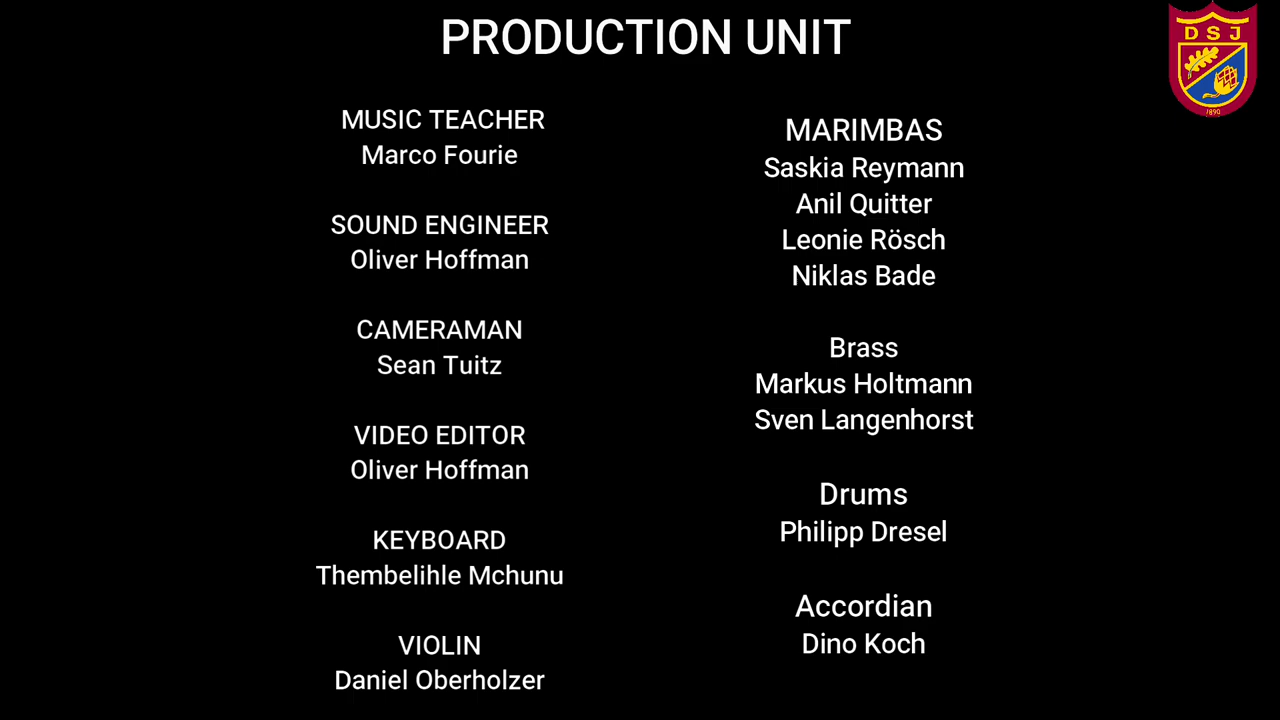 PRODUCTION UNIT
DSJ
1890
MUSIC TEACHER
Marco Fourie
SOUND ENGINEER
Oliver Hoffman
CAMERAMAN
Sean Tuitz
VIDEO EDITOR
Oliver Hoffman
KEYBOARD
Thembelihle Mchunu
VIOLIN
Daniel Oberholzer
MARIMBAS
Saskia Reymann
Anil Quitter
Leonie Rösch
Niklas Bade
Brass
Markus Holtmann
Sven Langenhorst
Drums
Philipp Dresel
Accordian
Dino Koch